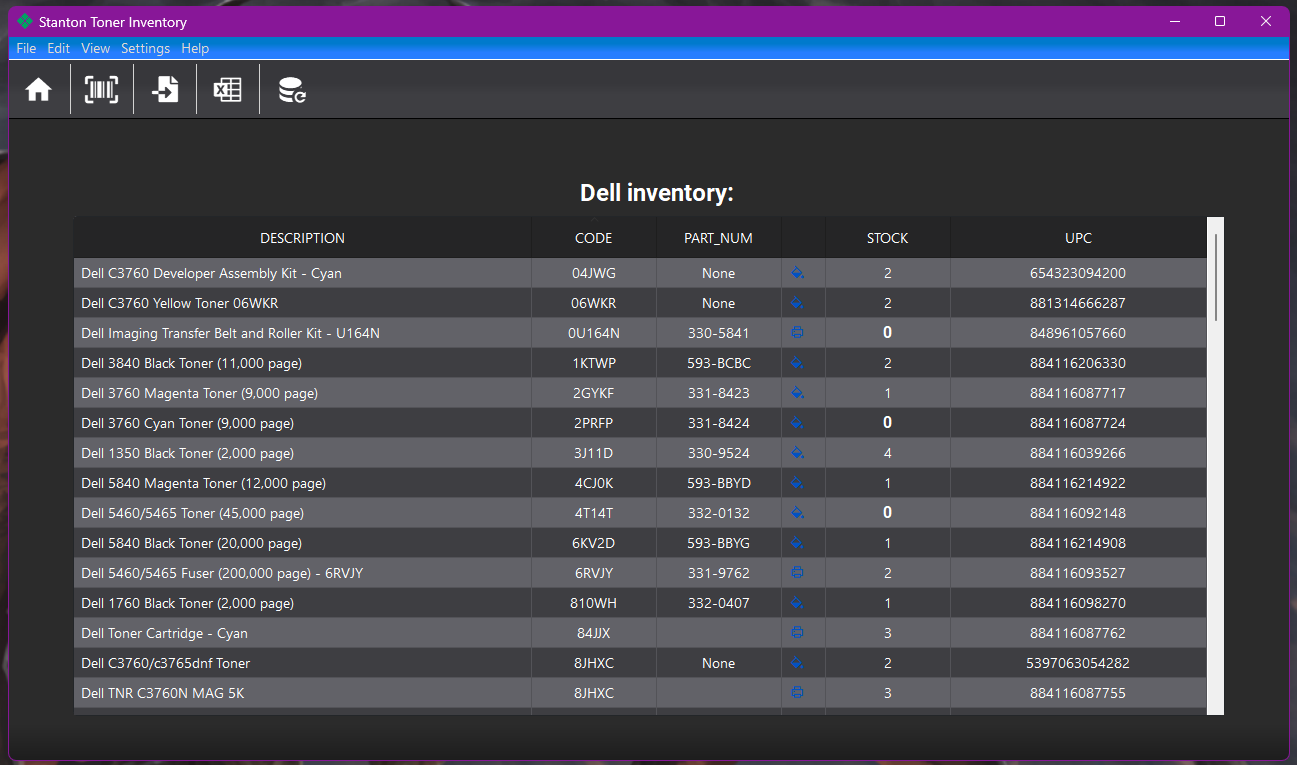 Stanton Toner Inventory
File Edit View Settings Help
Dell inventory:
DESCRIPTION CODE PART_NUM STOCK UPC
Dell C3760 Developer Assembly Kit - Cyan 04JWG None 2 654323094200
Dell C3760 Yellow Toner 06WKR 06WKR None 2 881314666287
Dell Imaging Transfer Belt and Roller Kit - U164N 0U164N 330-5841 0 848961057660
Dell 3840 Black Toner (11,000 page) 1KTWP 593-BCBC 2 884116206330
Dell 3760 Magenta Toner (9,000 page) 2GYKF 331-8423 1 884116087717
Dell 3760 Cyan Toner (9,000 page) 2PRFP 331-8424 0 884116087724
Dell 1350 Black Toner (2,000 page) 3J11D 330-9524 4 884116039266
Dell 5840 Magenta Toner (12,000 page) 4CJ0K 593-BBYD 1 884116214922
Dell 5460/5465 Toner (45,000 page) 4T14T 332-0132 0 884116092148
Dell 5840 Black Toner (20,000 page) 6KV2D 593-BBYG 1 884116214908
Dell 5460/5465 Fuser (200,000 page) - 6RVJY 6RVJY 331-9762 2 884116093527
Dell 1760 Black Toner (2,000 page) 810WH 332-0407 1 884116098270
Dell Toner Cartridge - Cyan 84JJX 3 884116087762
Dell C3760/c3765dnf Toner 8JHXC None 2 5397063054282
Dell TNR C3760N MAG 5K 8JHXC 3 884116087755